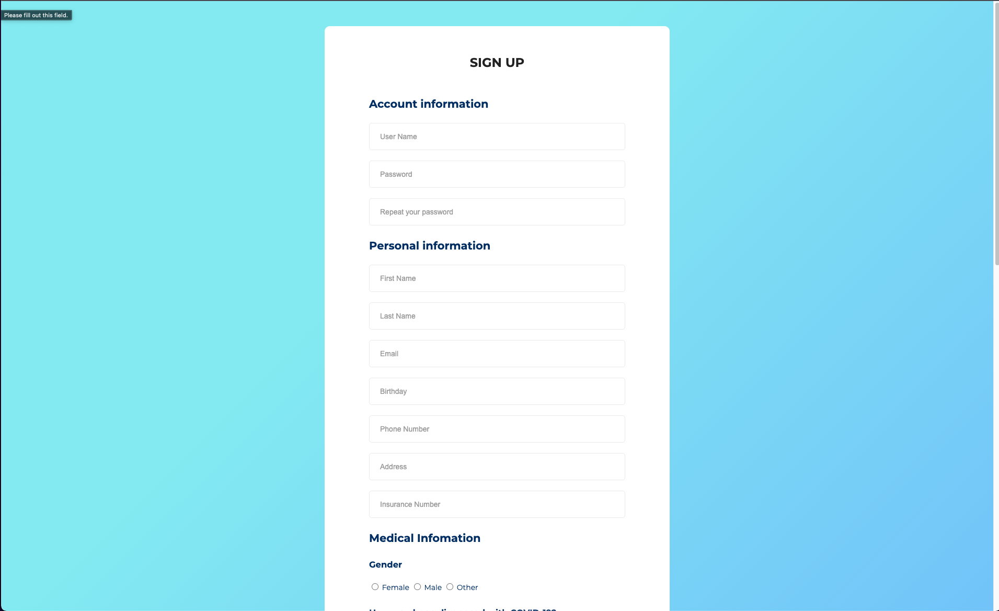 Please fill out this field.
SIGN UP
Account information
User Name
Password
Repeat your password
Personal information
First Name
Last Name
Email
Birthday
Phone Number
Address
Insurance Number
Medical Infomation
Gender
Female Male Other